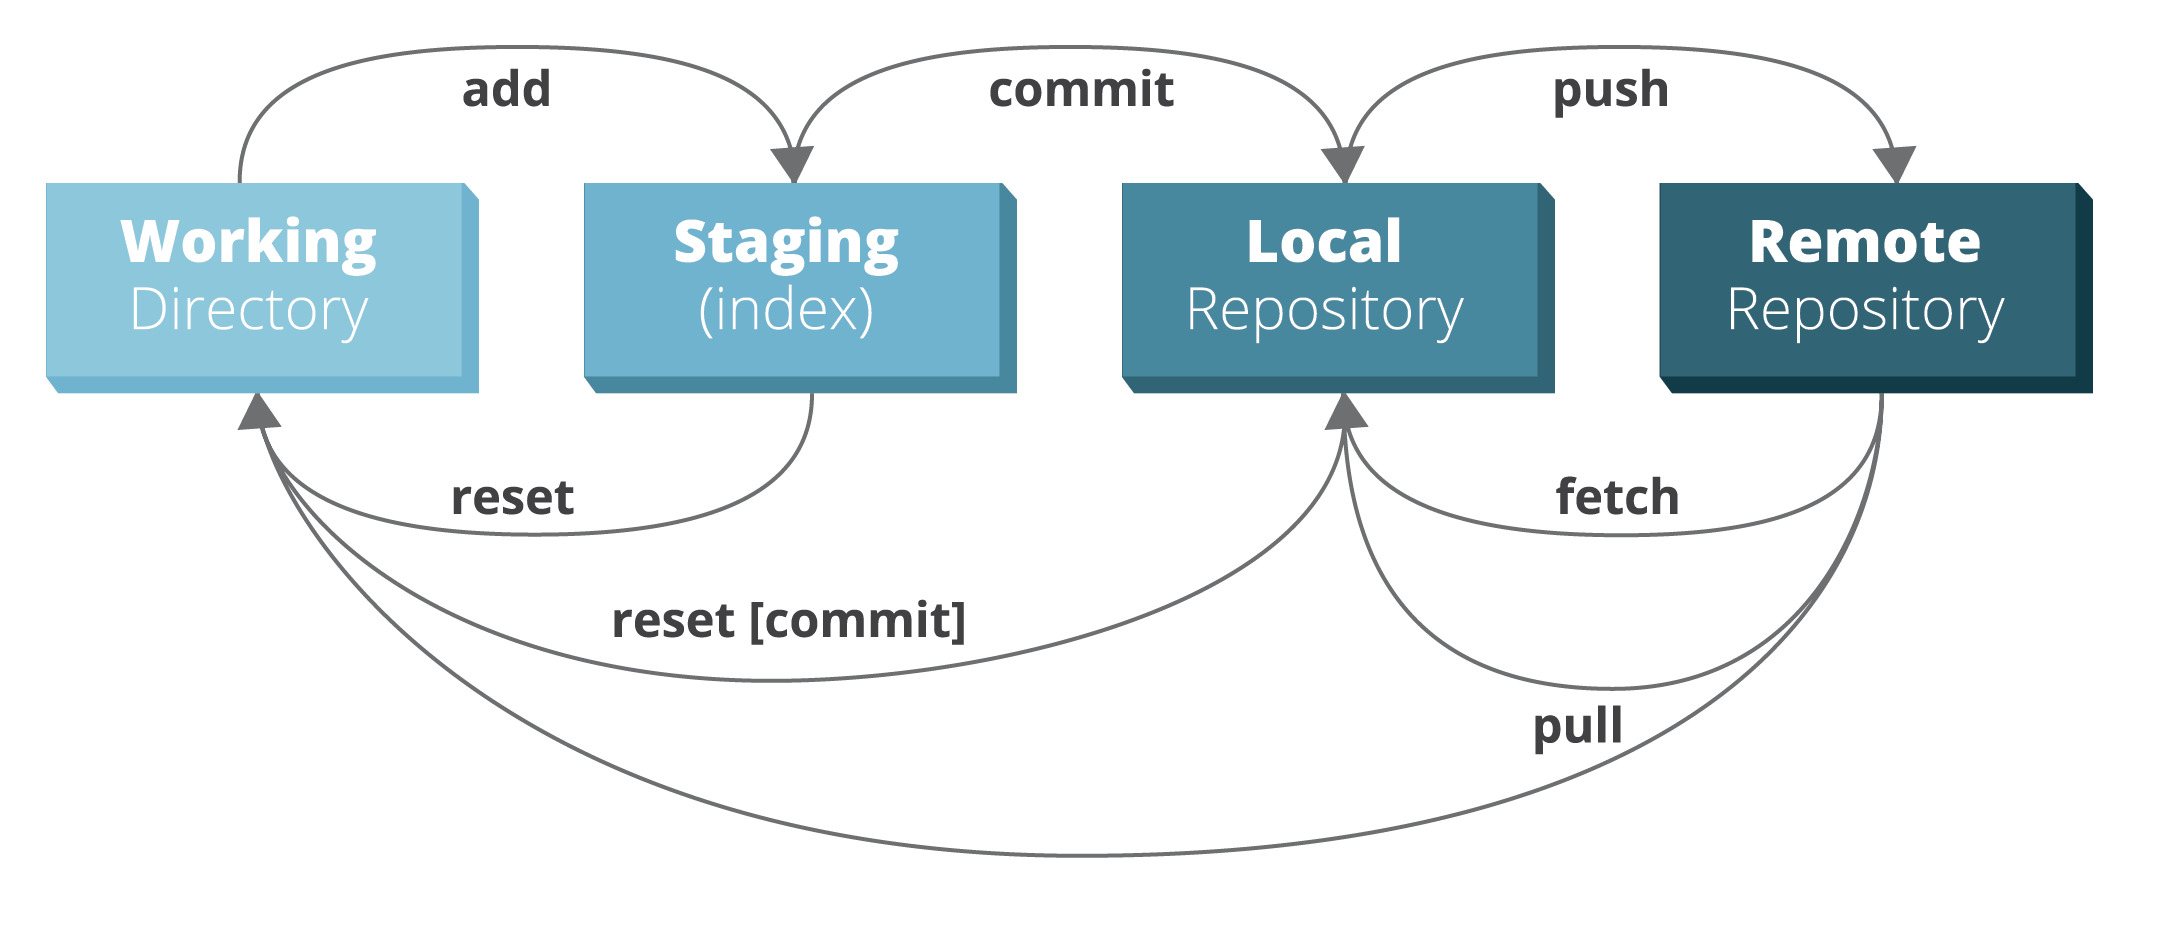 add
commit
push
Working
Directory
Staging
(index)
Local
Repository
Remote
Repository
reset
fetch
reset [commit]
pull